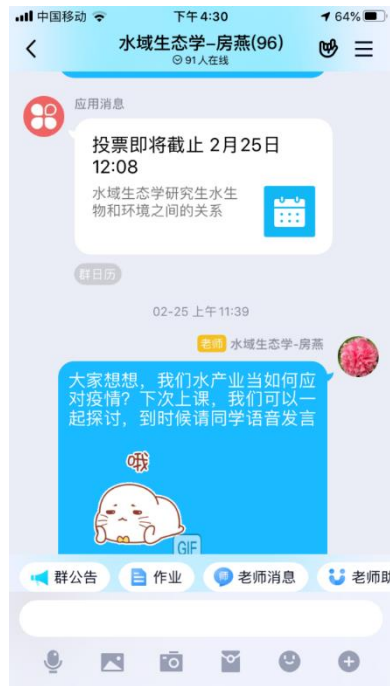 中国移动
下午4:30
64%
水域生态学-房燕(96)
91人在线
应用消息
投票即将截止 2月25日
12:08
水域生态学研究生水生
物和环境之间的关系
群日历
02-25 上午11:39
老师 水域生态学-房燕
大家想想，我们水产业当如何应
对疫情？下次上课，我们可以一
起探讨，到时候请同学语音发言
哦
GIF
群公告
作业
师
老师消息
老师助